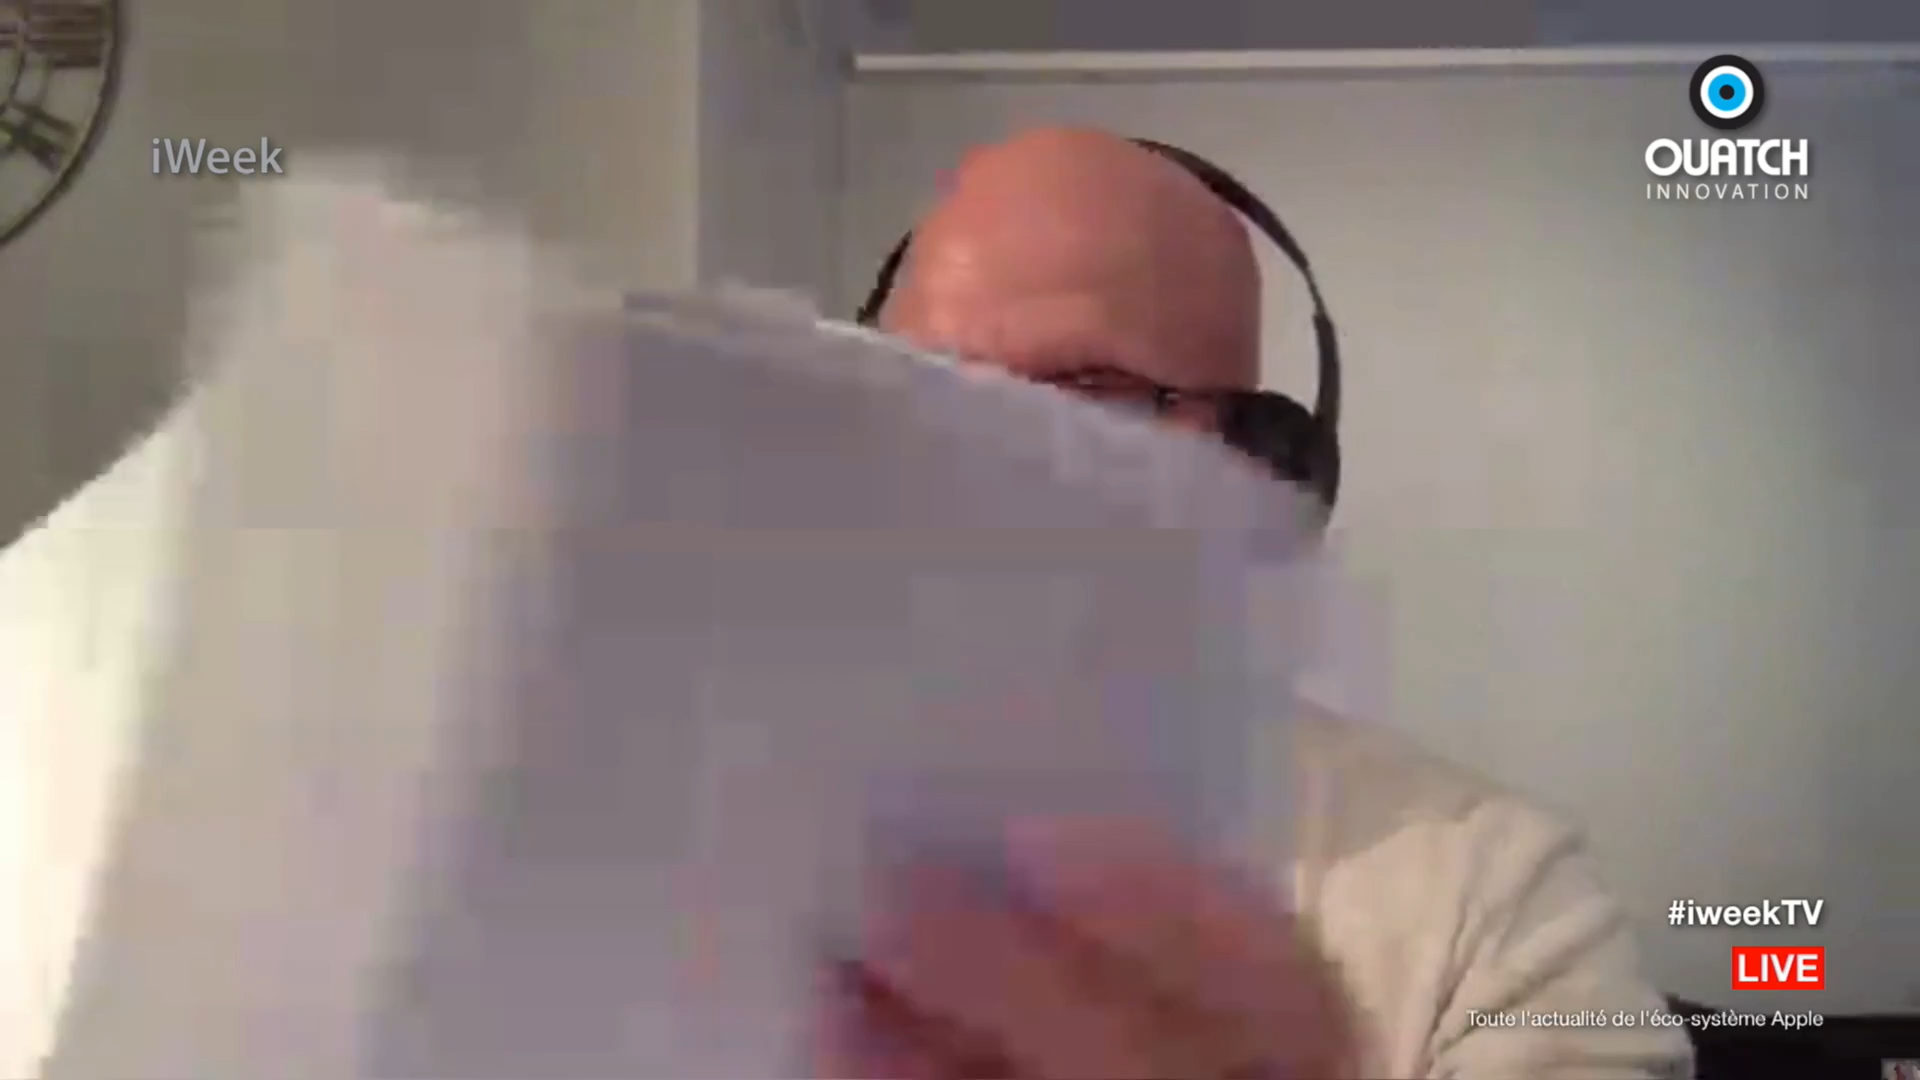 iWeek
OUATCH
INNOVATION
#iweekTV
LIVE
Toute l'actualité de l'éco-système Apple